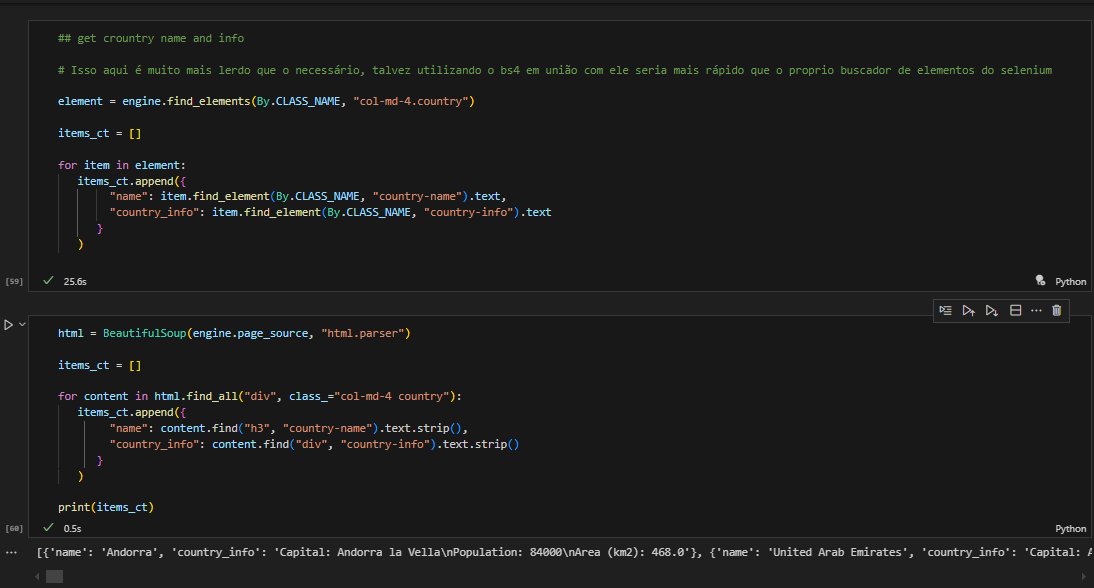 ## get crountry name and info
# Isso aqui é muito mais lerdo que o necessário, talvez utilizando o bs4 em união com ele seria mais rápido que o proprio buscador de elementos do selenium
element = engine.find_elements(By.CLASS_NAME, "col-md-4.country")
items_ct = []
for item in element:
items_ct.append({
"name": item.find_element(By.CLASS_NAME, "country-name").text,
"country_info": item.find_element(By.CLASS_NAME, "country-info").text
}
)
[59] 25.6s Python
html = BeautifulSoup(engine.page_source, "html.parser")
items_ct = []
for content in html.find_all("div", class_="col-md-4 country"):
items_ct.append({
"name": content.find("h3", "country-name").text.strip(),
"country_info": content.find("div", "country-info").text.strip()
}
)
print(items_ct)
[60] 0.5s Python
... [{'name': 'Andorra', 'country_info': 'Capital: Andorra la Vella\nPopulation: 84000\nArea (km2): 468.0'}, {'name': 'United Arab Emirates', 'country_info': 'Capital: A